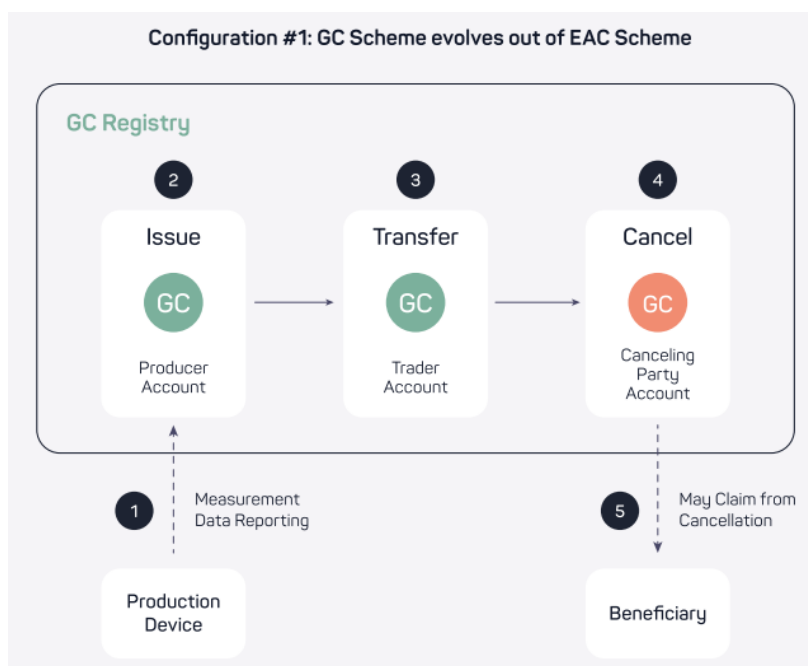 Configuration #1: GC Scheme evolves out of EAC Scheme
GC Registry
2
3
4
Issue
Transfer
Cancel
GC
GC
GC
Producer
Account
Trader
Account
Canceling
Party
Account
1
Measurement
Data Reporting
5
May Claim from
Cancellation
Production
Device
Beneficiary